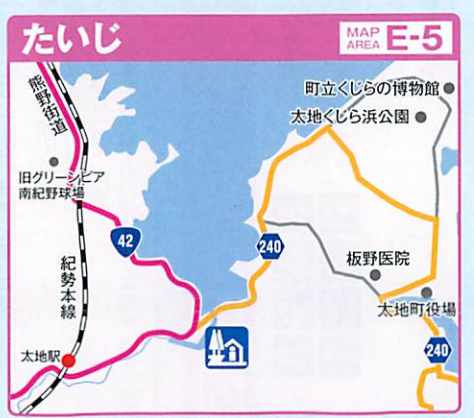 たいじ
MAP AREA E-5
熊野街道
町立くじらの博物館
太地くじら浜公園
旧グリーンピア
南紀野球場
42
240
紀勢本線
板野医院
太地町役場
太地駅
240